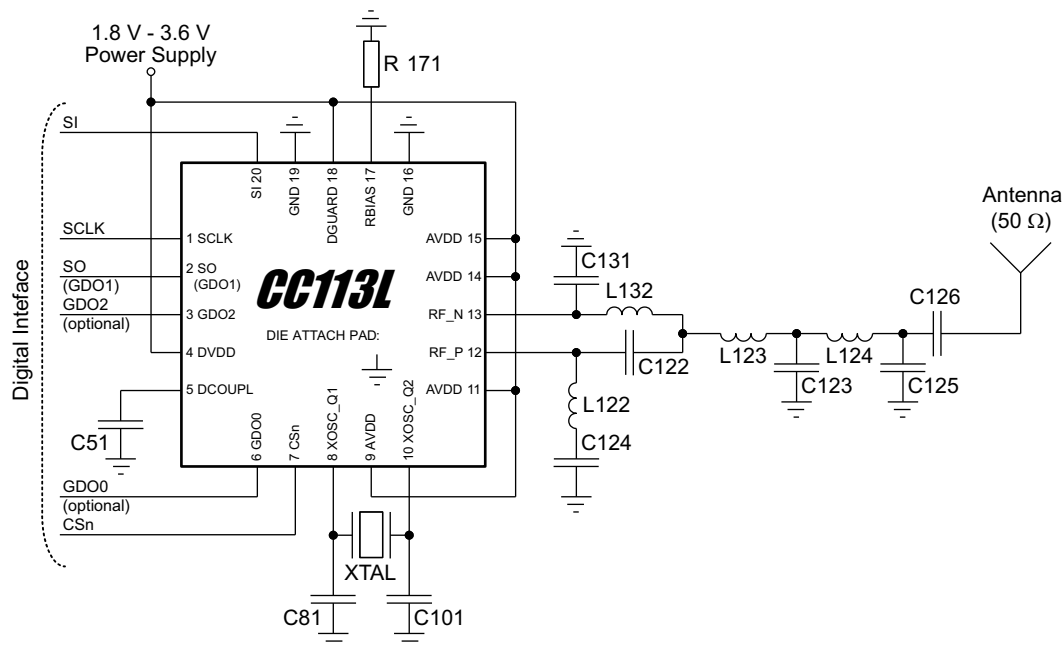 1.8 V - 3.6 V
Power Supply
R 171
SI
SI 20
GND 19
DGUARD 18
RBIAS 17
GND 16
Antenna
(50 Ω)
SCLK
1 SCLK
AVDD 15
SO
(GDO1)
2 SO
(GDO1)
AVDD 14
C131
L132
C126
GDO2
(optional)
3 GDO2
CC113L
RF_N 13
DIE ATTACH PAD:
4 DVDD
RF_P 12
C122
L123
C123
L124
C125
5 DCOUPL
AVDD 11
L122
C124
C51
6 GDO0
7 CSn
8 XOSC_Q1
9 AVDD
10 XOSC_Q2
GDO0
(optional)
CSn
XTAL
C81
C101
Digital Inteface